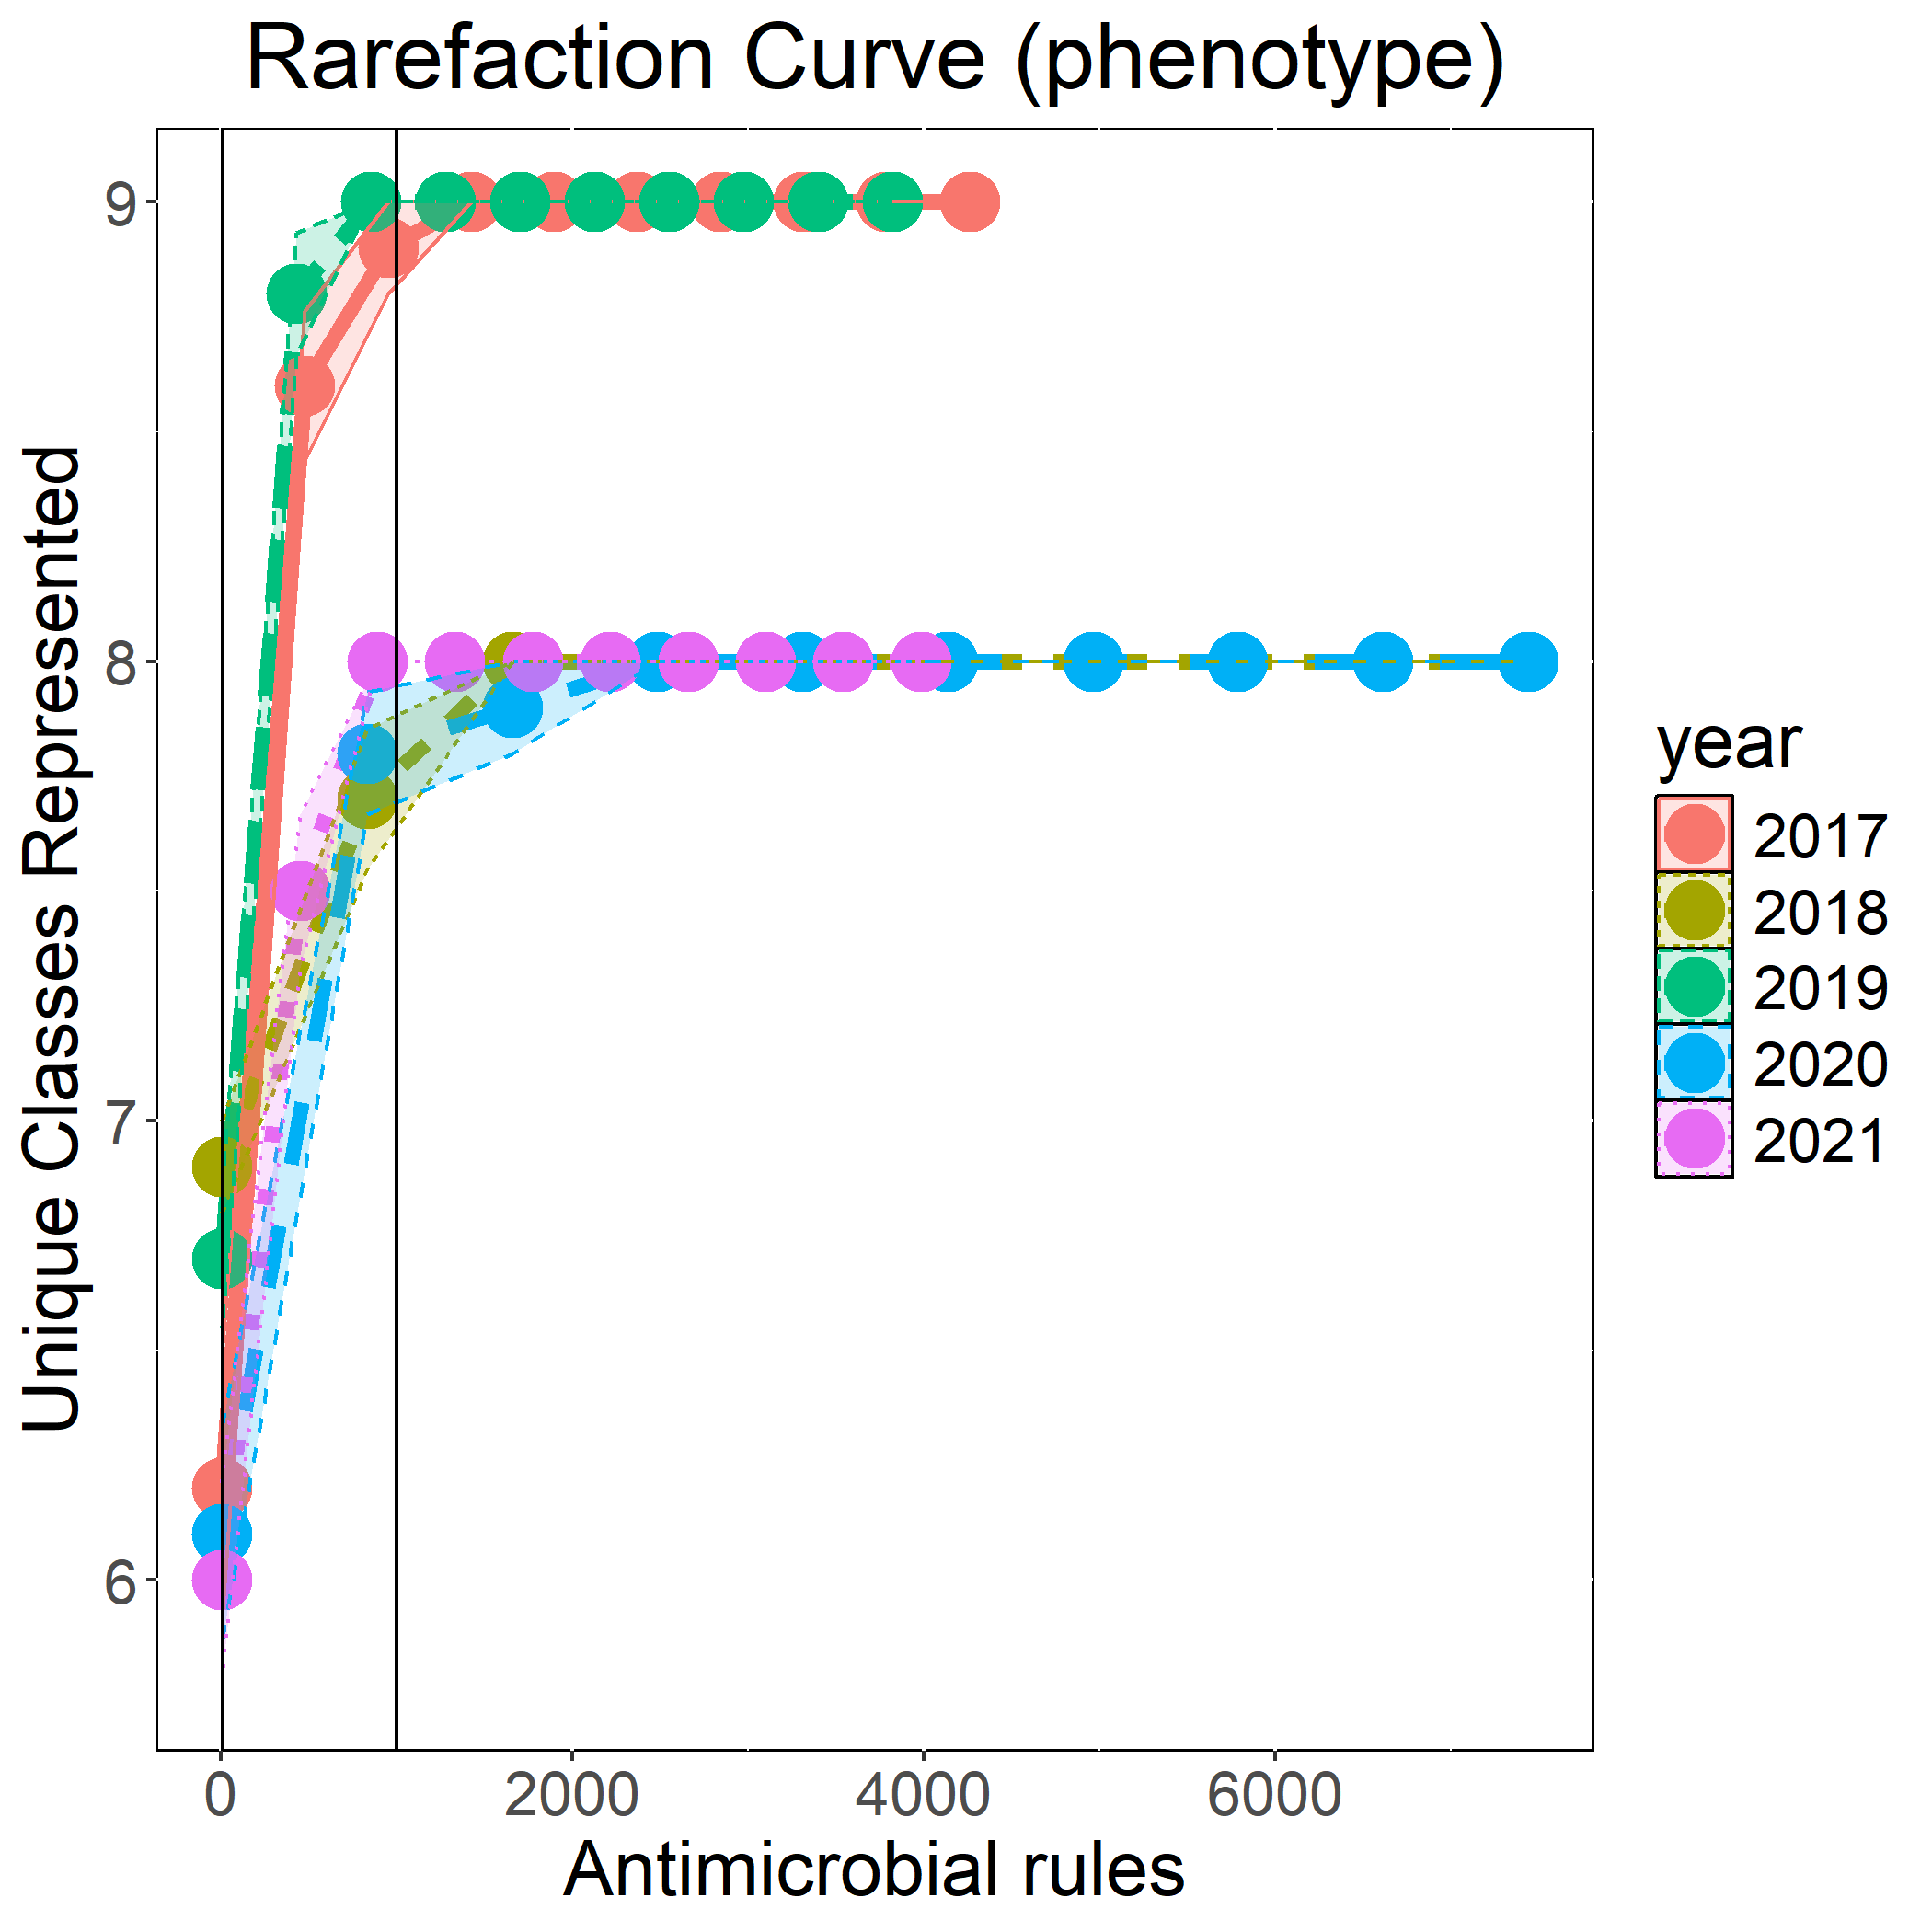 Rarefaction Curve (phenotype)
Unique Classes Represented
9
8
7
6
0 2000 4000 6000
Antimicrobial rules
year
2017
2018
2019
2020
2021